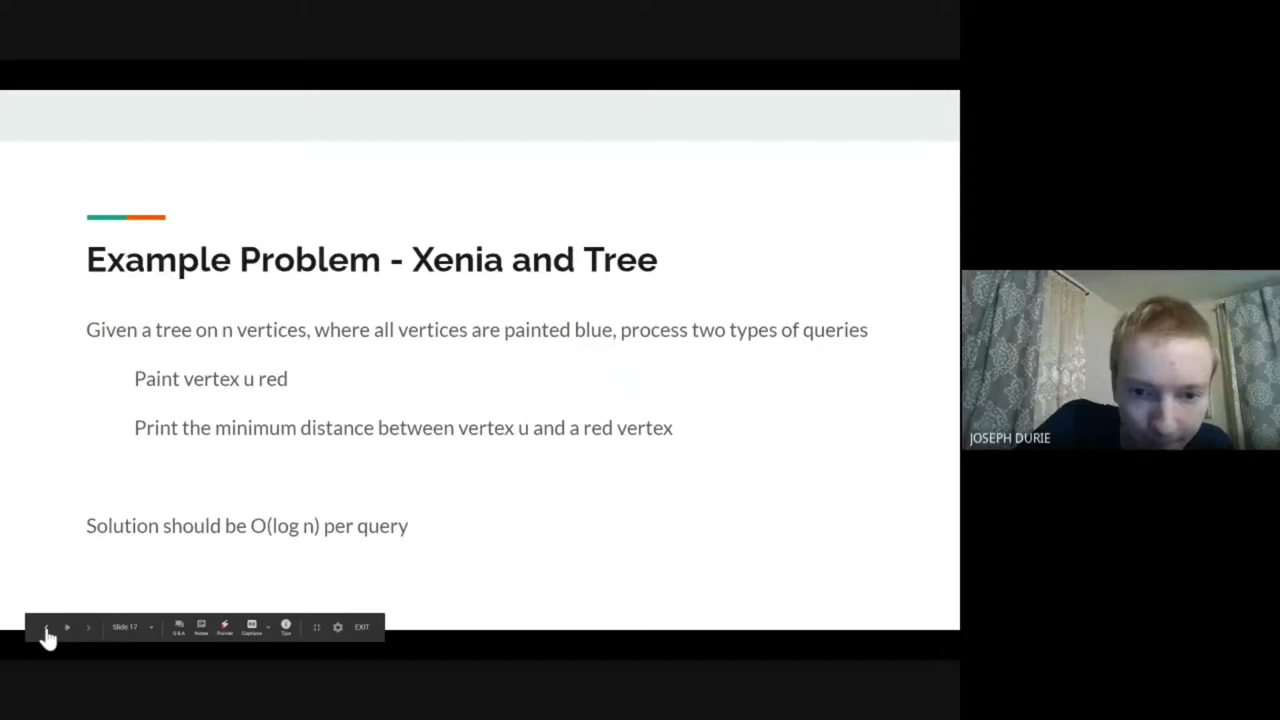 Example Problem - Xenia and Tree
Given a tree on n vertices, where all vertices are painted blue, process two types of queries
Paint vertex u red
Print the minimum distance between vertex u and a red vertex
Solution should be O(log n) per query
JOSEPH DURIE
Slide 17
Q&A Notes Pointer Captions Tips EXIT